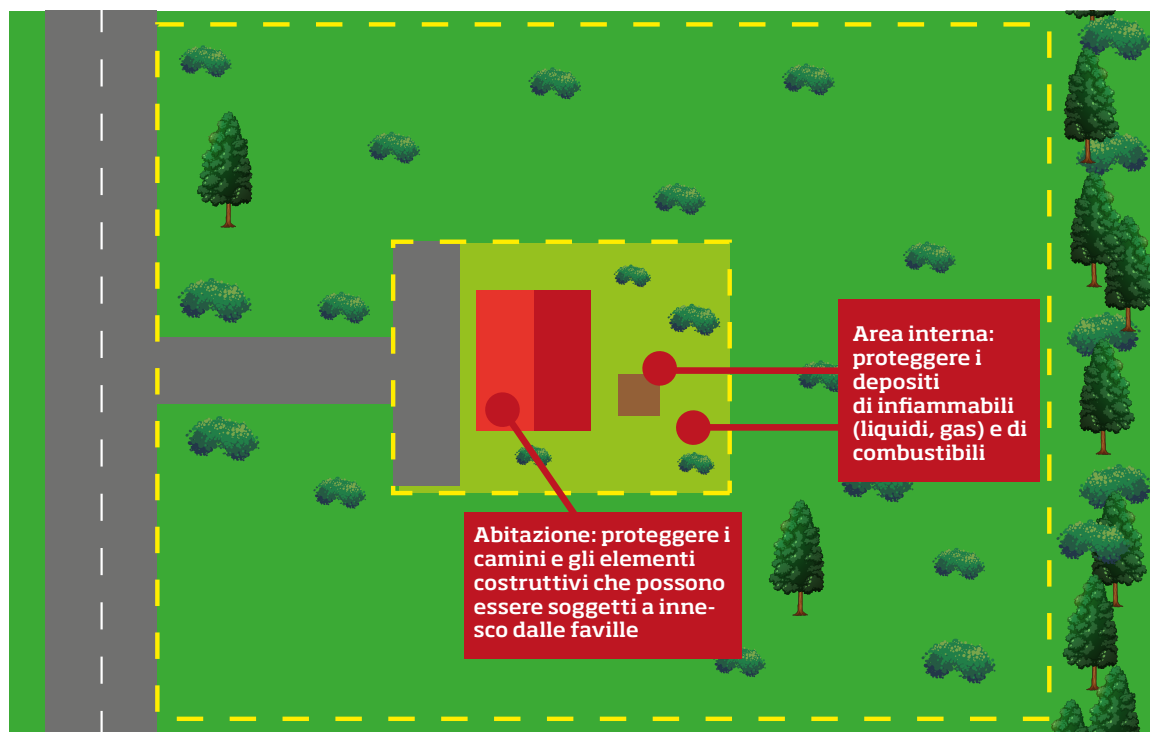 Area interna:
proteggere i
depositi
di infiammabili
(liquidi, gas) e di
combustibili
Abitazione: proteggere i
camini e gli elementi
costruttivi che possono
essere soggetti a inne-
sco dalle faville